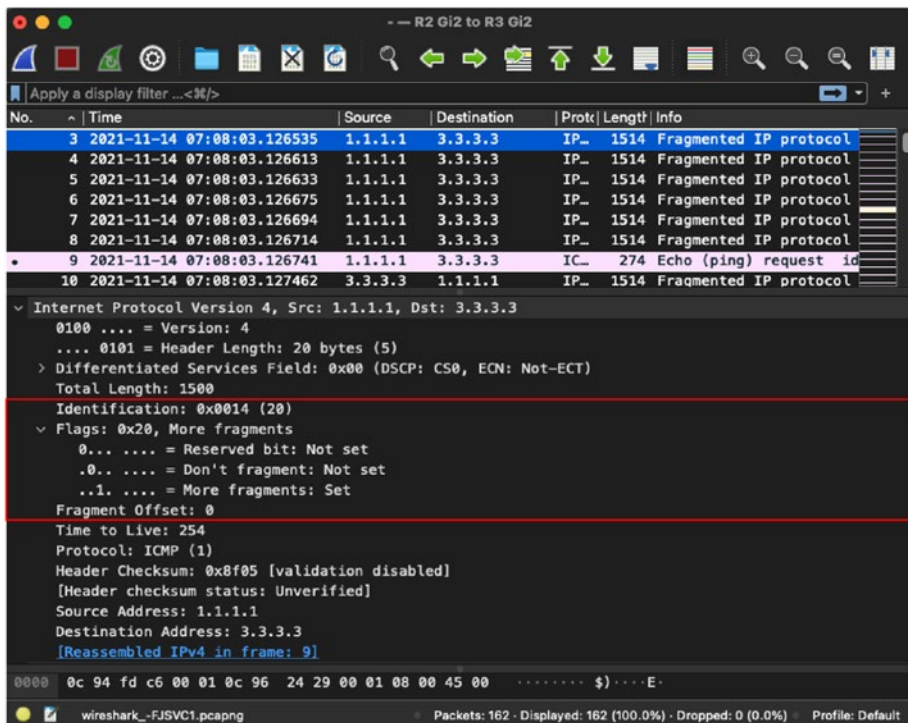 - — R2 Gi2 to R3 Gi2
Apply a display filter ...<⌘/>
No. Time Source Destination Protc Length Info
3 2021-11-14 07:08:03.126535 1.1.1.1 3.3.3.3 IP… 1514 Fragmented IP protocol
4 2021-11-14 07:08:03.126613 1.1.1.1 3.3.3.3 IP… 1514 Fragmented IP protocol
5 2021-11-14 07:08:03.126633 1.1.1.1 3.3.3.3 IP… 1514 Fragmented IP protocol
6 2021-11-14 07:08:03.126675 1.1.1.1 3.3.3.3 IP… 1514 Fragmented IP protocol
7 2021-11-14 07:08:03.126694 1.1.1.1 3.3.3.3 IP… 1514 Fragmented IP protocol
8 2021-11-14 07:08:03.126714 1.1.1.1 3.3.3.3 IP… 1514 Fragmented IP protocol
9 2021-11-14 07:08:03.126741 1.1.1.1 3.3.3.3 IC… 274 Echo (ping) request id
10 2021-11-14 07:08:03.127462 3.3.3.3 1.1.1.1 IP… 1514 Fragmented IP protocol
Internet Protocol Version 4, Src: 1.1.1.1, Dst: 3.3.3.3
0100 .... = Version: 4
.... 0101 = Header Length: 20 bytes (5)
Differentiated Services Field: 0x00 (DSCP: CS0, ECN: Not-ECT)
Total Length: 1500
Identification: 0x0014 (20)
Flags: 0x20, More fragments
0... .... = Reserved bit: Not set
.0.. .... = Don't fragment: Not set
..1. .... = More fragments: Set
Fragment Offset: 0
Time to Live: 254
Protocol: ICMP (1)
Header Checksum: 0x8f05 [validation disabled]
[Header checksum status: Unverified]
Source Address: 1.1.1.1
Destination Address: 3.3.3.3
[Reassembled IPv4 in frame: 9]
0000 0c 94 fd c6 00 01 0c 96 24 29 00 01 08 00 45 00 ········ $)····E·
wireshark_-FJSVC1.pcapng Packets: 162 · Displayed: 162 (100.0%) · Dropped: 0 (0.0%) Profile: Default